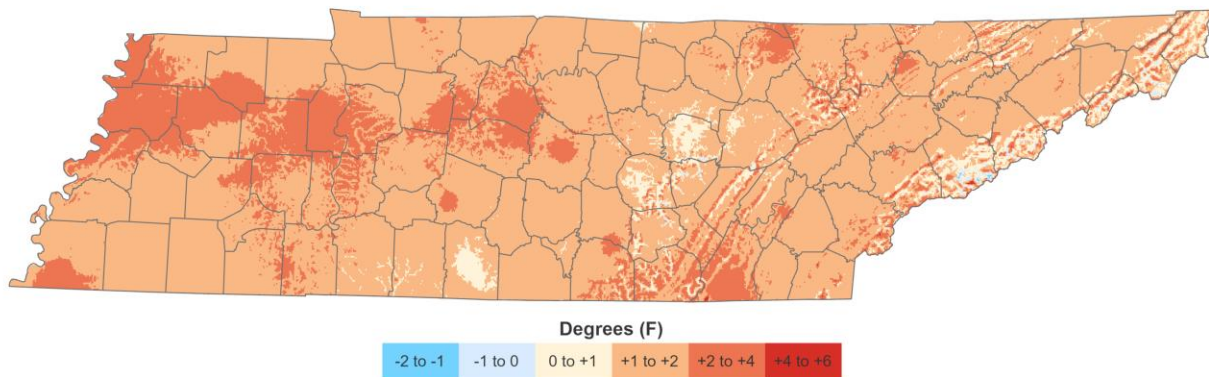 Degrees (F)
-2 to -1 -1 to 0 0 to +1 +1 to +2 +2 to +4 +4 to +6